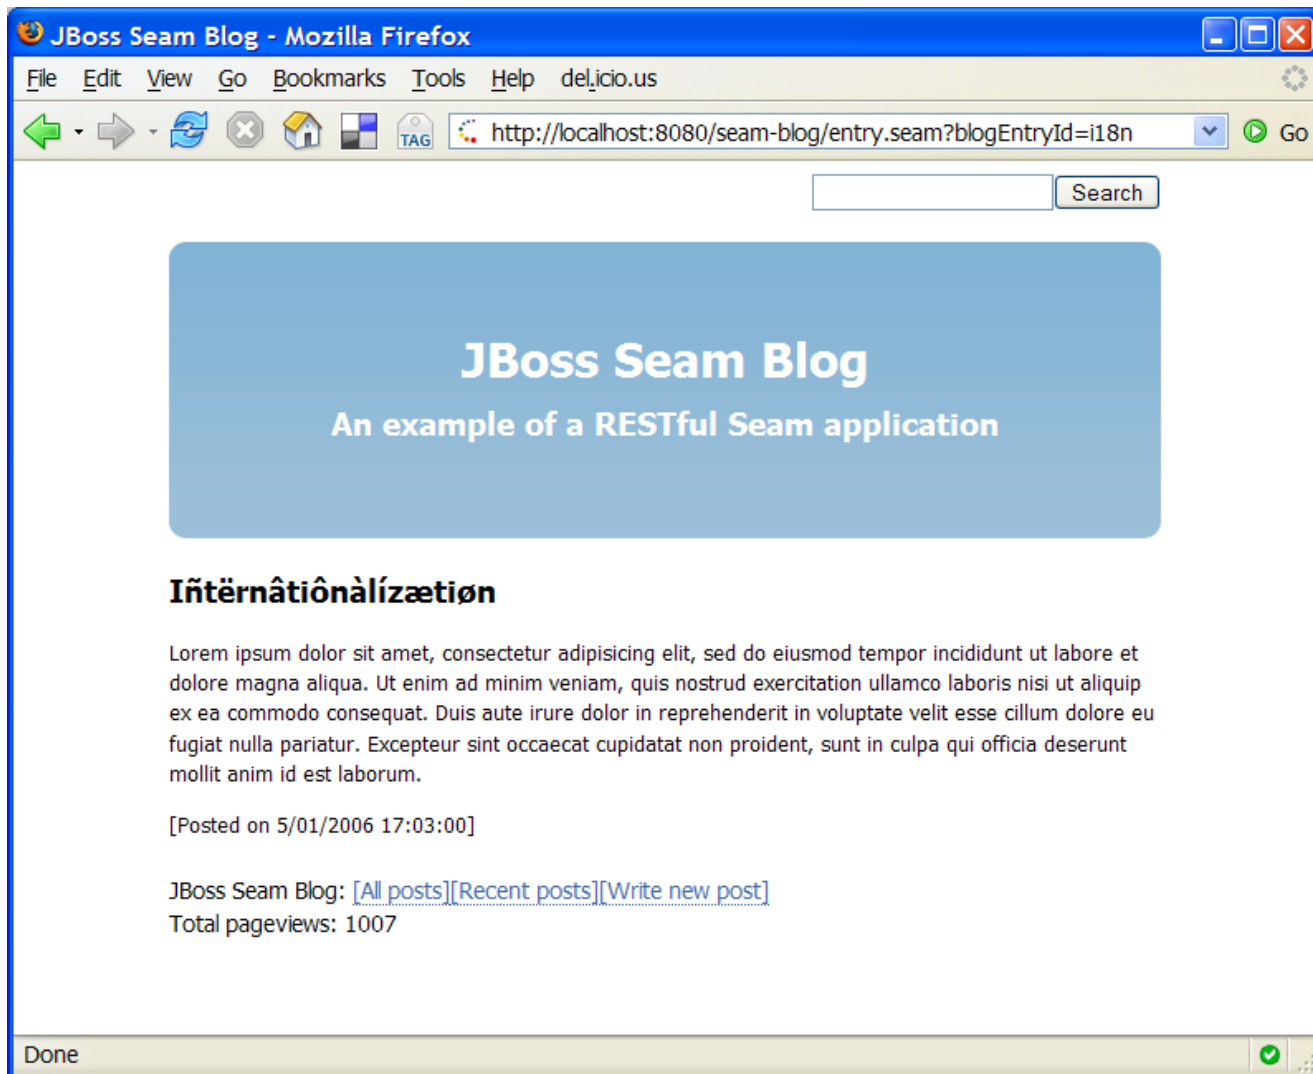 JBoss Seam Blog - Mozilla Firefox
File Edit View Go Bookmarks Tools Help del.icio.us
TAG http://localhost:8080/seam-blog/entry.seam?blogEntryId=i18n Go
Search
JBoss Seam Blog
An example of a RESTful Seam application
Iñtërnâtiônàlízætiøn
Lorem ipsum dolor sit amet, consectetur adipisicing elit, sed do eiusmod tempor incididunt ut labore et
dolore magna aliqua. Ut enim ad minim veniam, quis nostrud exercitation ullamco laboris nisi ut aliquip
ex ea commodo consequat. Duis aute irure dolor in reprehenderit in voluptate velit esse cillum dolore eu
fugiat nulla pariatur. Excepteur sint occaecat cupidatat non proident, sunt in culpa qui officia deserunt
mollit anim id est laborum.
[Posted on 5/01/2006 17:03:00]
JBoss Seam Blog: [All posts][Recent posts][Write new post]
Total pageviews: 1007
Done